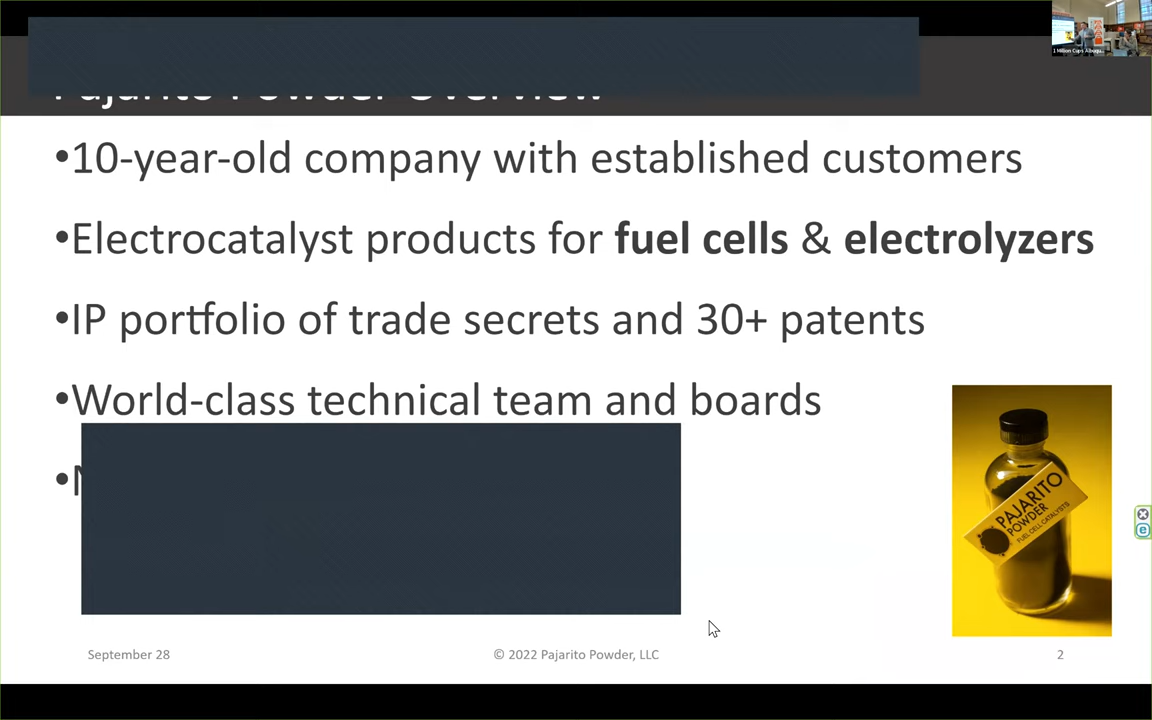 Pajarito Powder Overview
•10-year-old company with established customers
•Electrocatalyst products for fuel cells & electrolyzers
•IP portfolio of trade secrets and 30+ patents
•World-class technical team and boards
PAJARITO
POWDER
FUEL CELL CATALYSTS
September 28
© 2022 Pajarito Powder, LLC
2